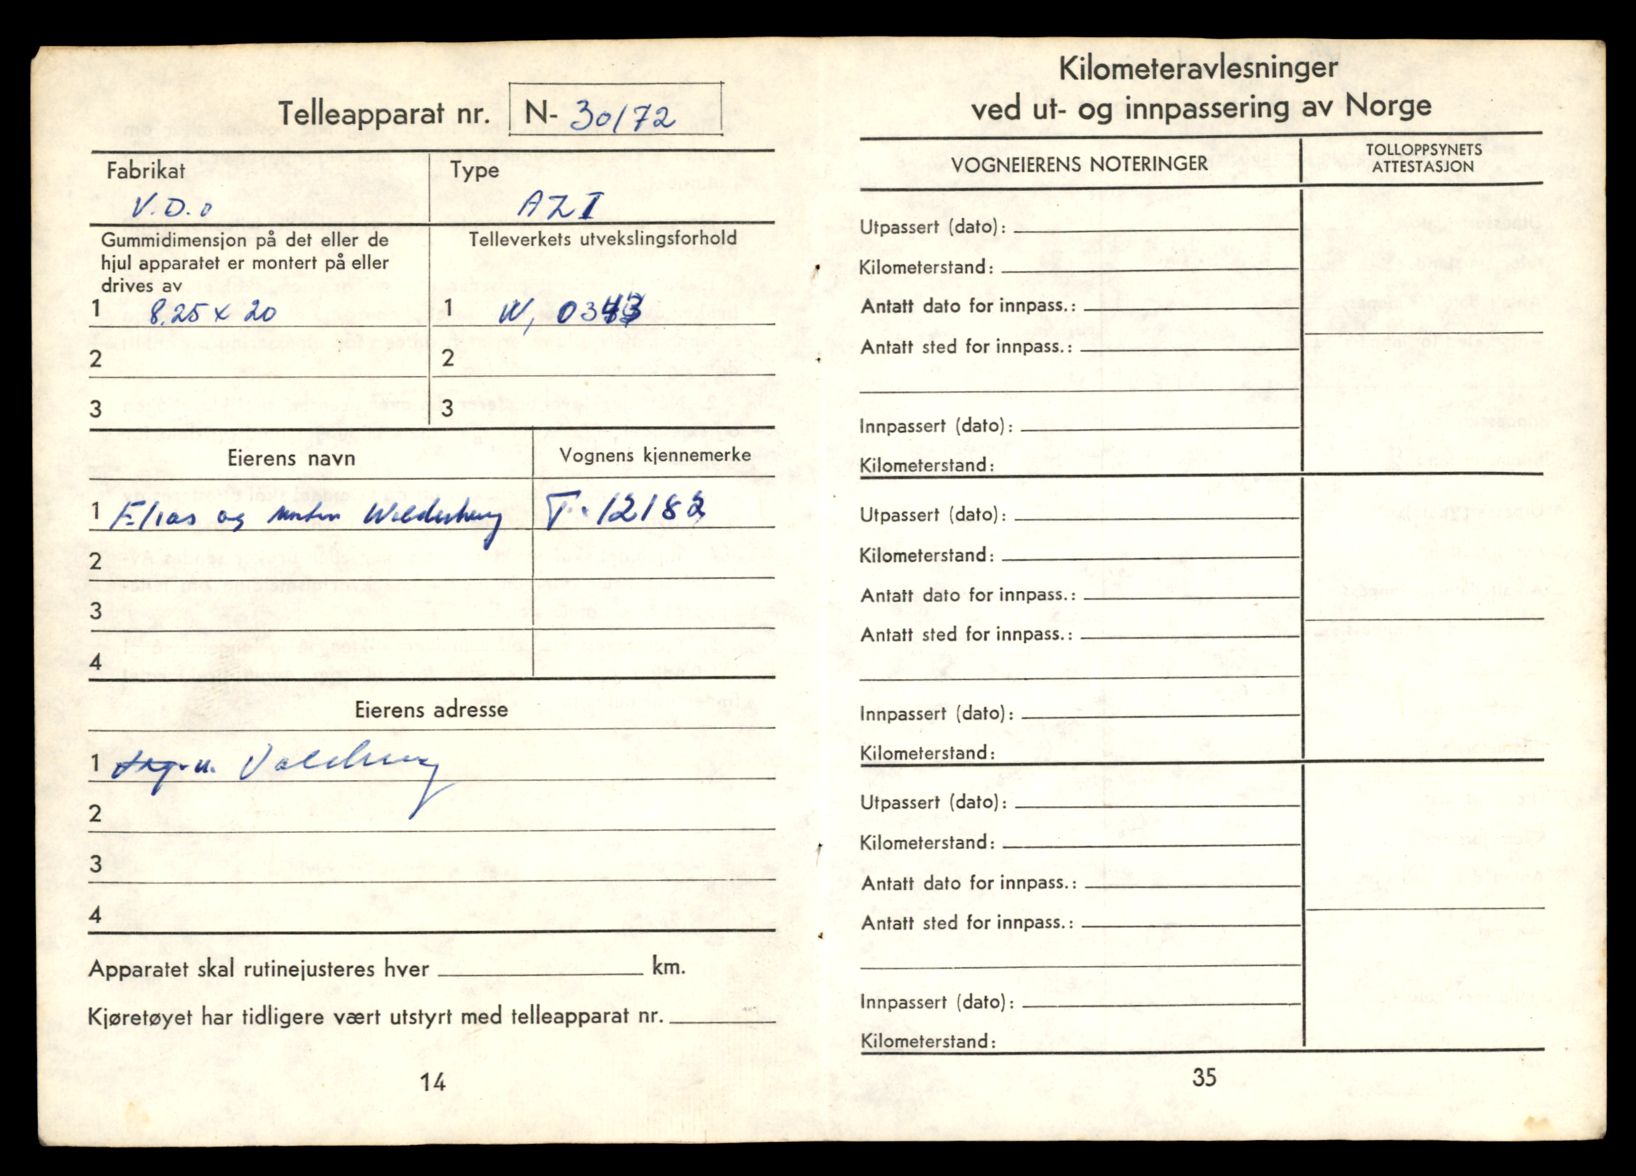 Telleapparat nr. N- 30172
Fabrikat
V.D.O
Type
AZI
Gummidimensjon på det eller de
hjul apparatet er montert på eller
drives av
1 8.25 x 20
2
3
Telleverkets utvekslingsforhold
1 W, 03
2
3
Eierens navn
Vognens kjennemerke
1 Elias og T-12182
2
3
4
Eierens adresse
1
2
3
4
Apparatet skal rutinejusteres hver km.
Kjøretøyet har tidligere vært utstyrt med telleapparat nr.
14
Kilometeravlesninger
ved ut- og innpassering av Norge
VOGNEIERENS NOTERINGER
TOLLOPPSYNETS
ATTESTASJON
Utpassert (dato):
Kilometerstand:
Antatt dato for innpass.:
Antatt sted for innpass.:
Innpassert (dato):
Kilometerstand:
Utpassert (dato):
Kilometerstand:
Antatt dato for innpass.:
Antatt sted for innpass.:
Innpassert (dato):
Kilometerstand:
Utpassert (dato):
Kilometerstand:
Antatt dato for innpass.:
Antatt sted for innpass.:
Innpassert (dato):
Kilometerstand:
35